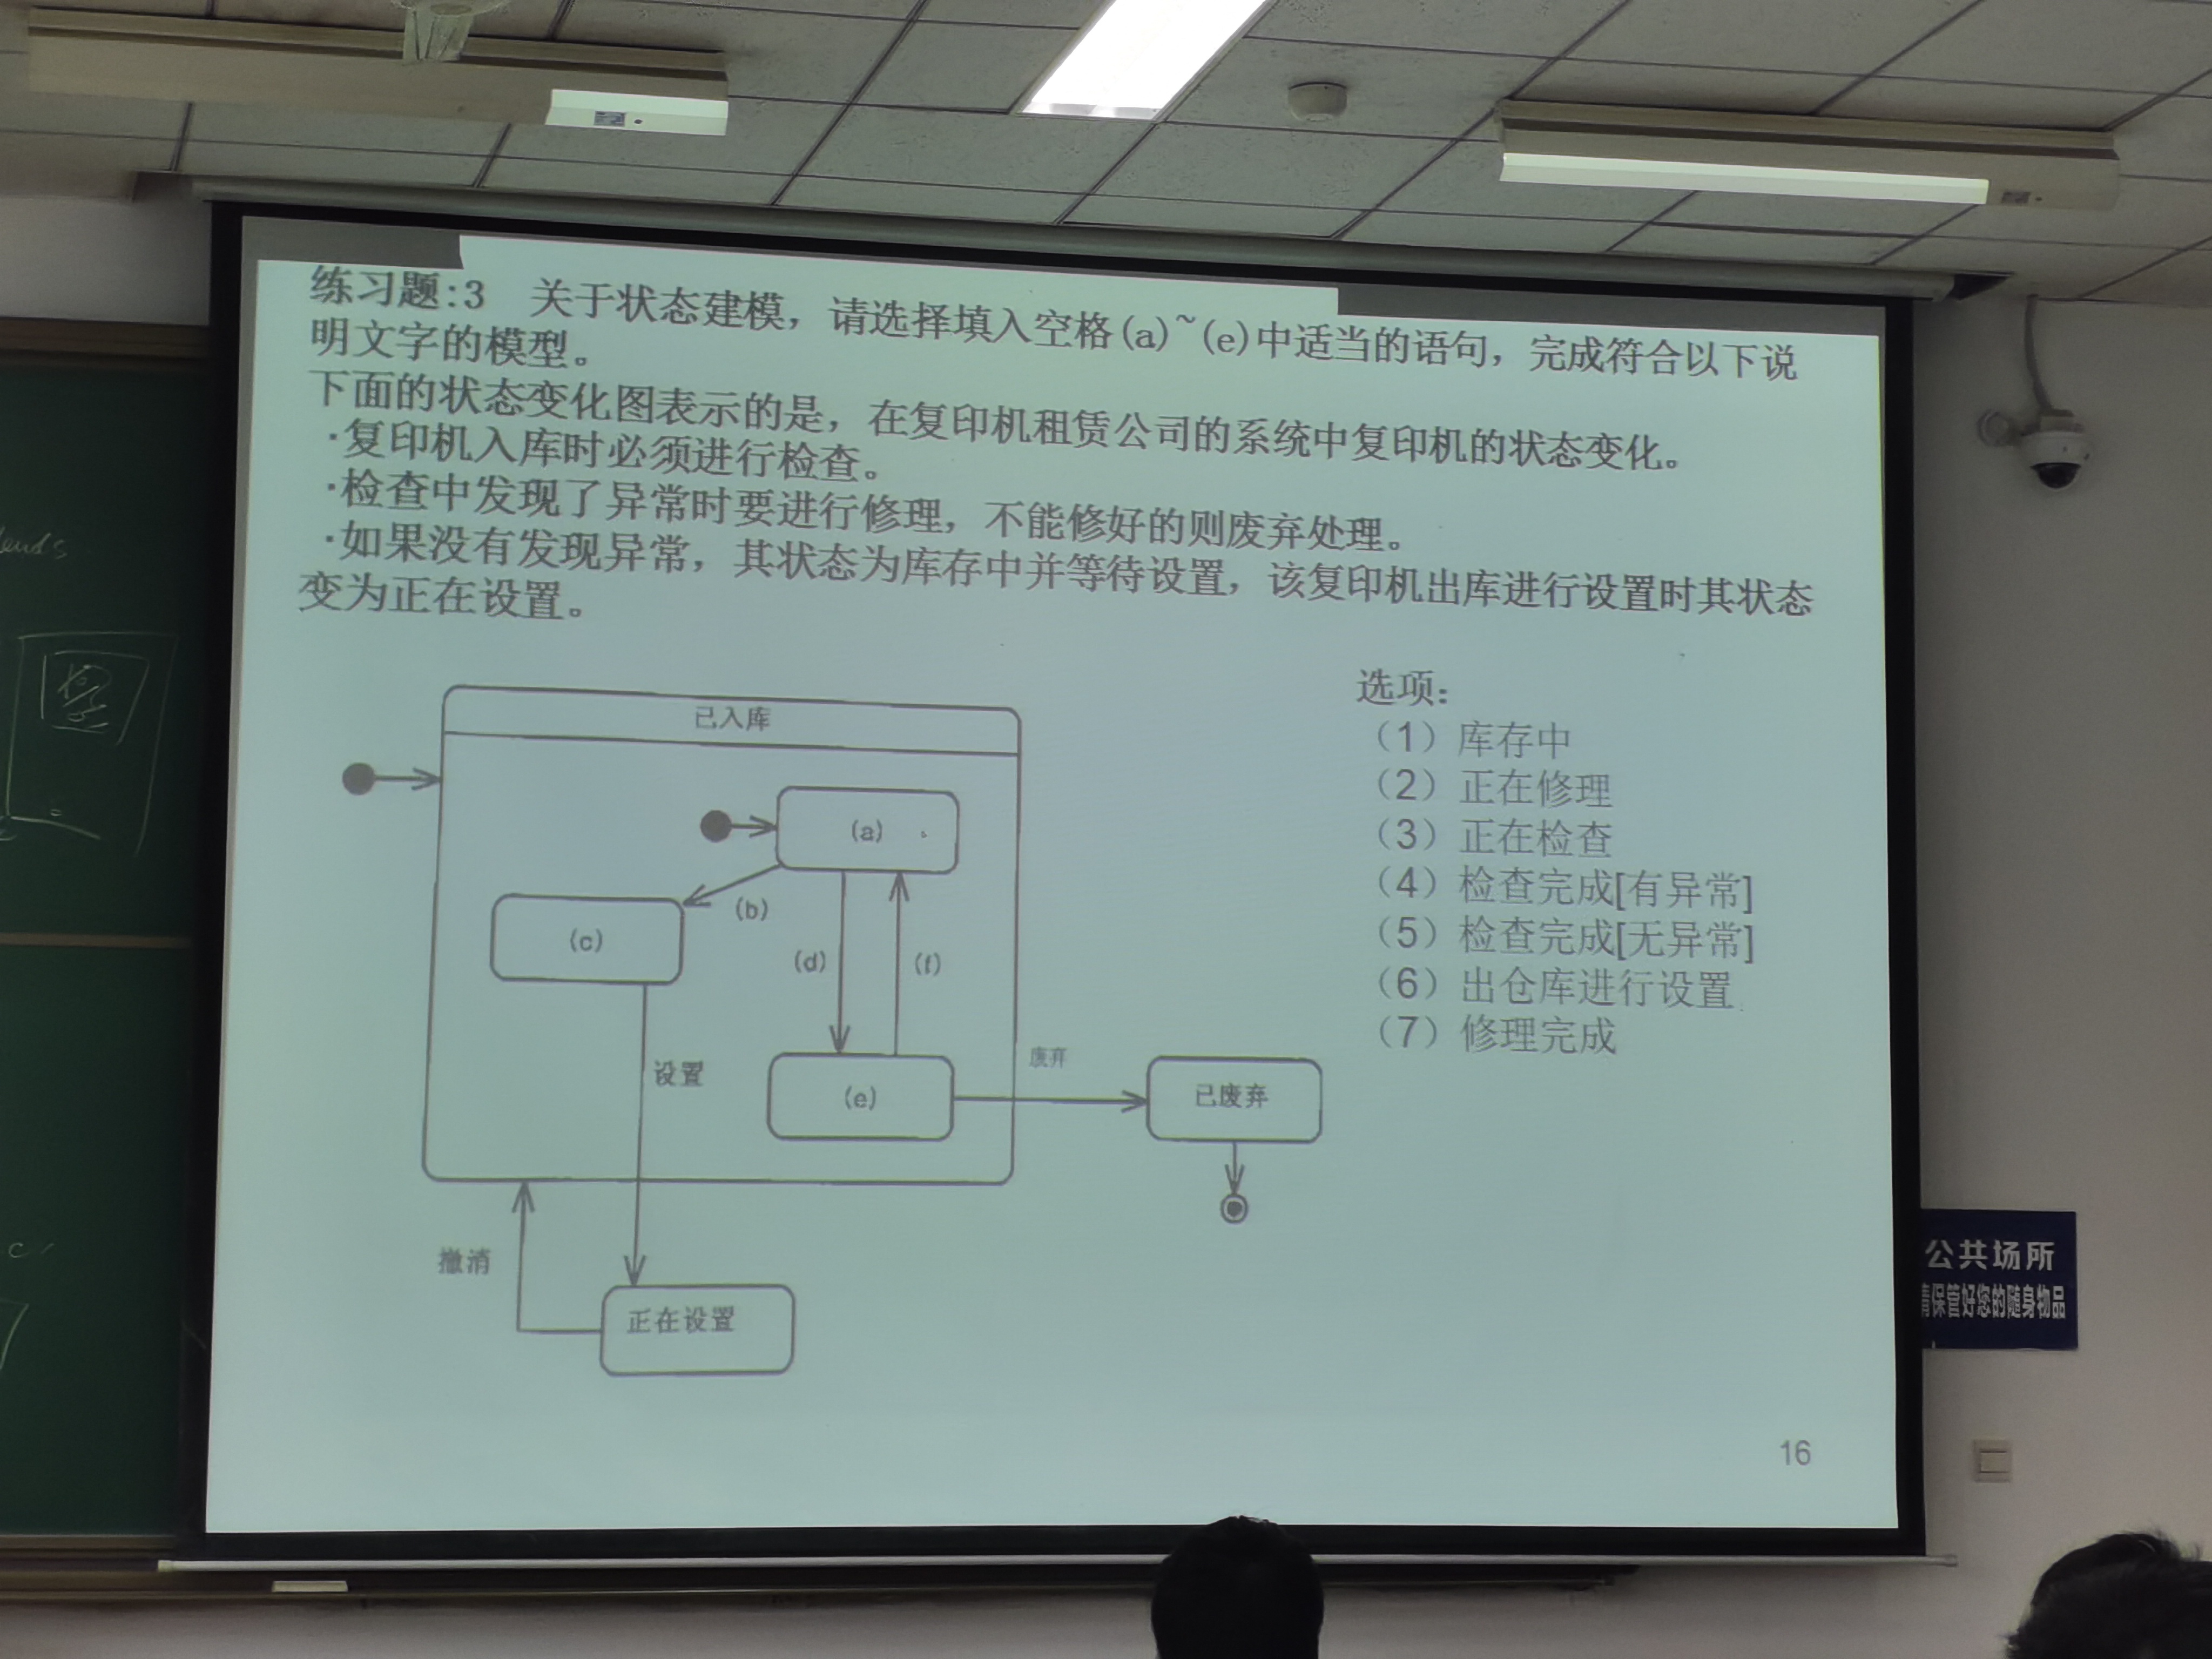 练习题:3 关于状态建模，请选择填入空格(a)~(e)中适当的语句，完成符合以下说
明文字的模型。
下面的状态变化图表示的是，在复印机租赁公司的系统中复印机的状态变化。
·复印机入库时必须进行检查。
·检查中发现了异常时要进行修理，不能修好的则废弃处理。
·如果没有发现异常，其状态为库存中并等待设置，该复印机出库进行设置时其状态
变为正在设置。
已入库
(a)
(b)
(c)
(d)
(f)
设置
(e)
废弃
已废弃
撤消
正在设置
选项：
（1）库存中
（2）正在修理
（3）正在检查
（4）检查完成[有异常]
（5）检查完成[无异常]
（6）出仓库进行设置
（7）修理完成
16
公共场所
请保管好您的随身物品